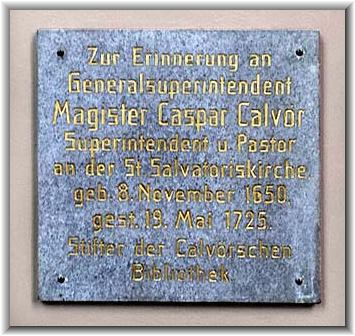 Zur Erinnerung an
Generalsuperintendent
Magister Caspar Calvör
Superintendent u. Pastor
an der St. Salvatoriskirche.
geb. 8. November 1650.
gest. 19. Mai 1725.
Stifter der Calvörschen
Bibliothek.